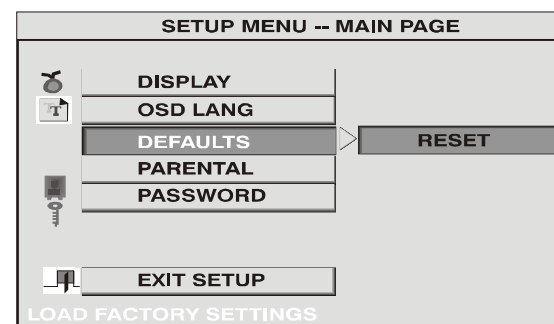 SETUP MENU -- MAIN PAGE
DISPLAY
T OSD LANG
DEFAULTS RESET
PARENTAL
PASSWORD
EXIT SETUP
LOAD FACTORY SETTINGS